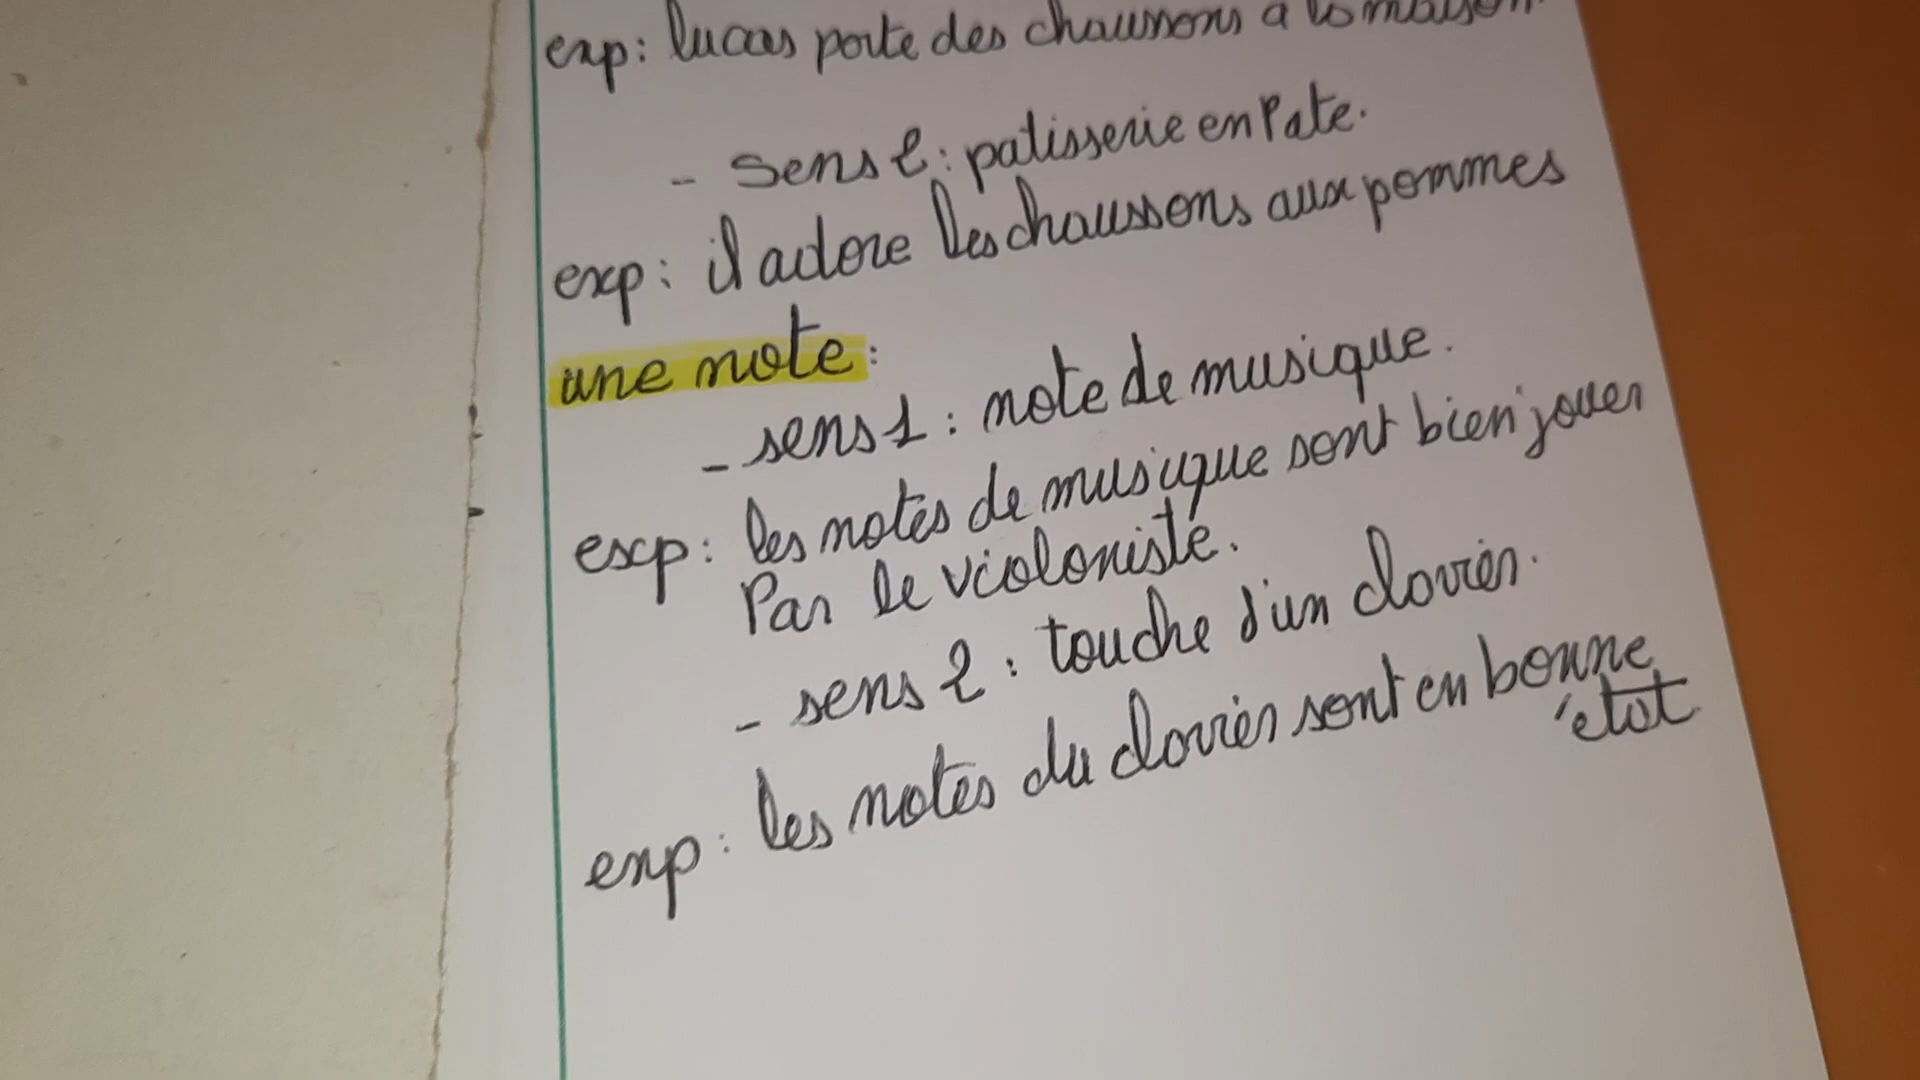 exp: lucas porte des chaussons a la maison.
- sens 2: patisserie en Pate.
exp: il adore les chaussons aux pommes
une note:
- sens 1: note de musique.
exp: les notes de musique sont bien jouer
Par le violoniste.
- sens 2: touche d'un clavier.
exp: les notes du clavier sont en bonne
état